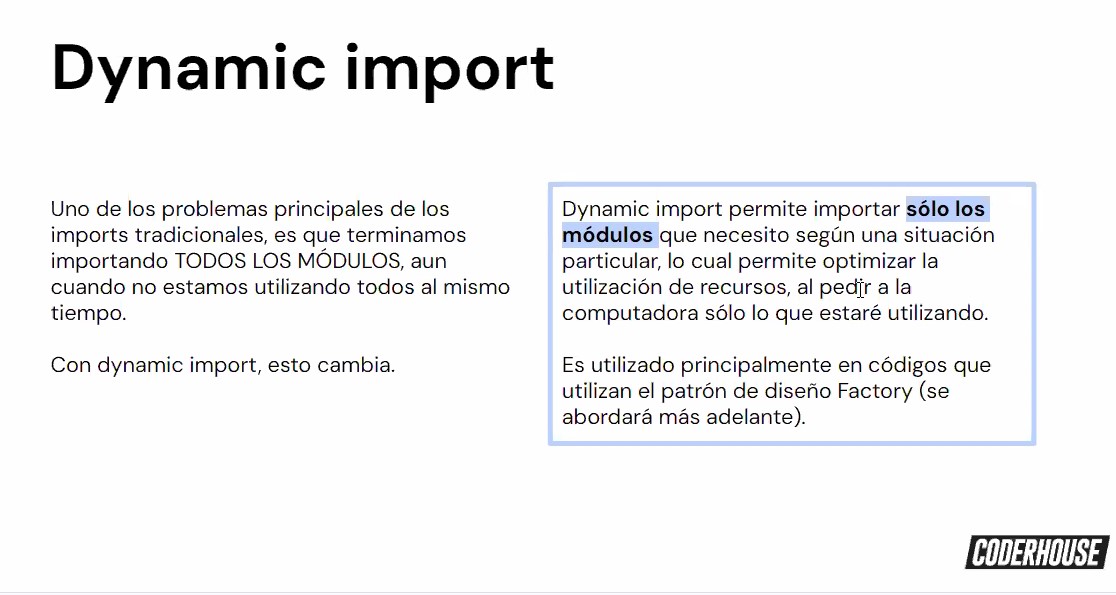 Dynamic import
Uno de los problemas principales de los
imports tradicionales, es que terminamos
importando TODOS LOS MÓDULOS, aun
cuando no estamos utilizando todos al mismo
tiempo.
Con dynamic import, esto cambia.
Dynamic import permite importar sólo los
módulos que necesito según una situación
particular, lo cual permite optimizar la
utilización de recursos, al pedir a la
computadora sólo lo que estaré utilizando.
Es utilizado principalmente en códigos que
utilizan el patrón de diseño Factory (se
abordará más adelante).
CODERHOUSE